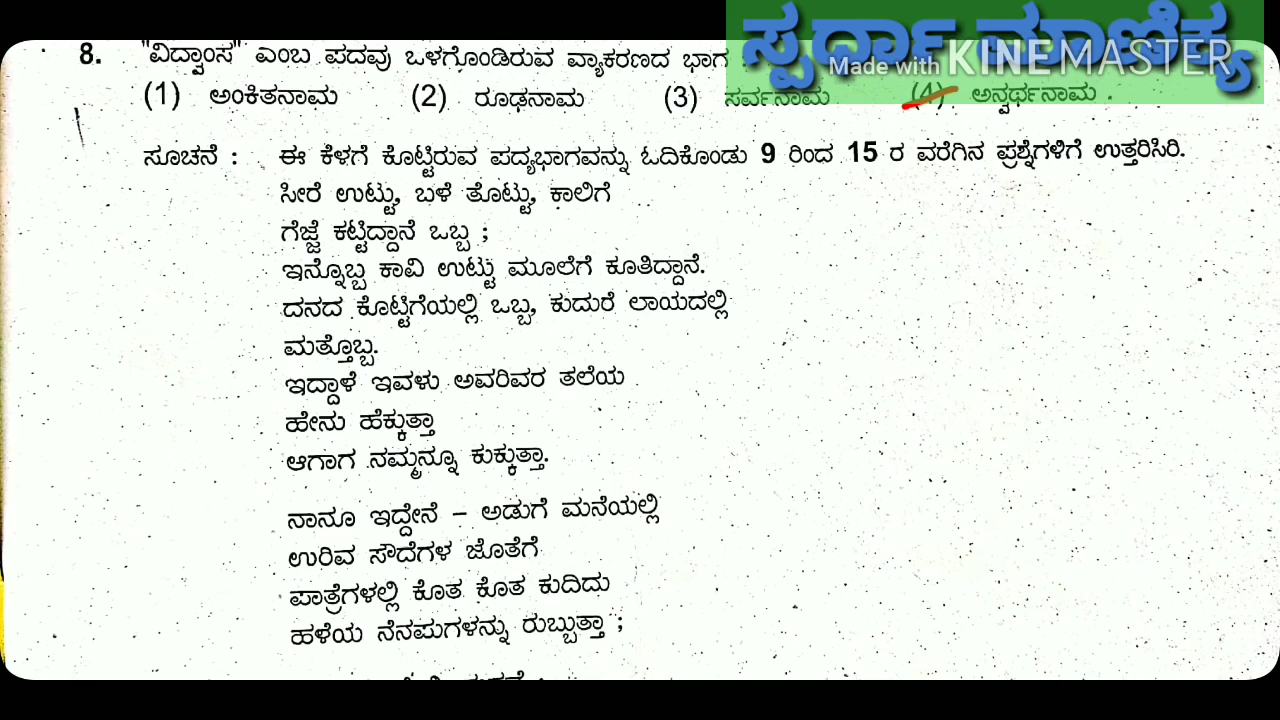 ಸ್ಪರ್ಧಾ ಮಾಣಿಕ್ಯ
Made with KINEMASTER
8. "ವಿದ್ವಾಂಸ" ಎಂಬ ಪದವು ಒಳಗೊಂಡಿರುವ ವ್ಯಾಕರಣದ ಭಾಗ :
(1) ಅಂಕಿತನಾಮ (2) ರೂಢನಾಮ (3) ಸರ್ವನಾಮ (4) ಅನ್ವರ್ಥನಾಮ
ಸೂಚನೆ : ಈ ಕೆಳಗೆ ಕೊಟ್ಟಿರುವ ಪದ್ಯಭಾಗವನ್ನು ಓದಿಕೊಂಡು 9 ರಿಂದ 15 ರ ವರೆಗಿನ ಪ್ರಶ್ನೆಗಳಿಗೆ ಉತ್ತರಿಸಿರಿ.
ಸೀರೆ ಉಟ್ಟು, ಬಳೆ ತೊಟ್ಟು, ಕಾಲಿಗೆ
ಗೆಜ್ಜೆ ಕಟ್ಟಿದ್ದಾನೆ ಒಬ್ಬ ;
ಇನ್ನೊಬ್ಬ ಕಾವಿ ಉಟ್ಟು ಮೂಲೆಗೆ ಕೂತಿದ್ದಾನೆ.
ದನದ ಕೊಟ್ಟಿಗೆಯಲ್ಲಿ ಒಬ್ಬ, ಕುದುರೆ ಲಾಯದಲ್ಲಿ
ಮತ್ತೊಬ್ಬ.
ಇದ್ದಾಳೆ ಇವಳು ಅವರಿವರ ತಲೆಯ
ಹೇನು ಹೆಕ್ಕುತ್ತಾ
ಆಗಾಗ ನಮ್ಮನ್ನೂ ಕುಕ್ಕುತ್ತಾ.
ನಾನೂ ಇದ್ದೇನೆ – ಅಡುಗೆ ಮನೆಯಲ್ಲಿ
ಉರಿವ ಸೌದೆಗಳ ಜೊತೆಗೆ
ಪಾತ್ರೆಗಳಲ್ಲಿ ಕೊತ ಕೊತ ಕುದಿದು
ಹಳೆಯ ನೆನಪುಗಳನ್ನು ರುಬ್ಬುತ್ತಾ ;